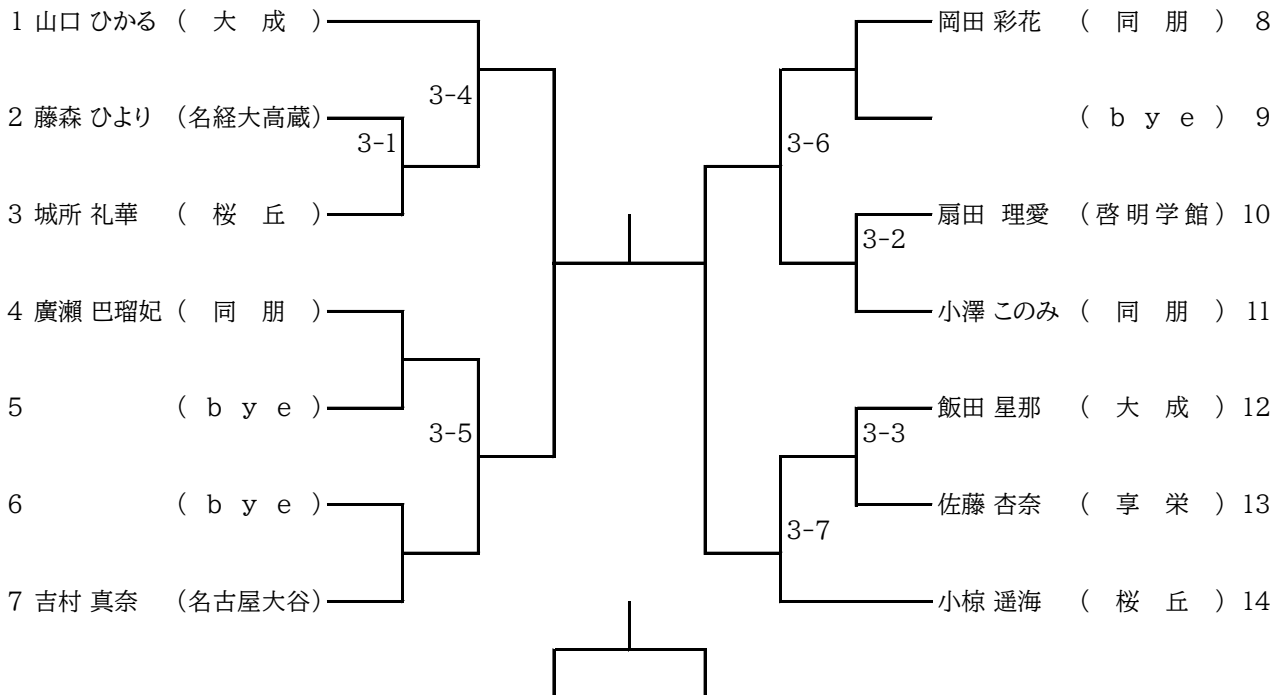 1 山口 ひかる ( 大 成 )
3-4
2 藤森 ひより (名経大高蔵)
3-1
3 城所 礼華 ( 桜 丘 )
4 廣瀬 巴瑠妃 ( 同 朋 )
5 ( b y e )
3-5
6 ( b y e )
7 吉村 真奈 (名古屋大谷)
岡田 彩花 ( 同 朋 ) 8
( b y e ) 9
3-6
扇田 理愛 (啓明学館) 10
3-2
小澤 このみ ( 同 朋 ) 11
飯田 星那 ( 大 成 ) 12
3-3
佐藤 杏奈 ( 享 栄 ) 13
3-7
小椋 遥海 ( 桜 丘 ) 14